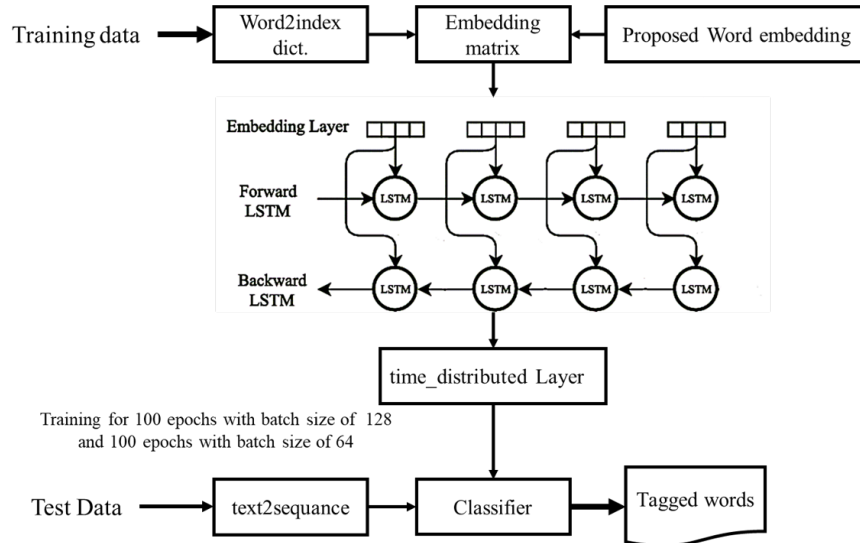 Training data
Word2index
dict.
Embedding
matrix
Proposed Word embedding
Embedding Layer
Forward
LSTM
LSTM
LSTM
LSTM
LSTM
Backward
LSTM
LSTM
LSTM
LSTM
LSTM
time_distributed Layer
Training for 100 epochs with batch size of 128
and 100 epochs with batch size of 64
Test Data
text2sequance
Classifier
Tagged words